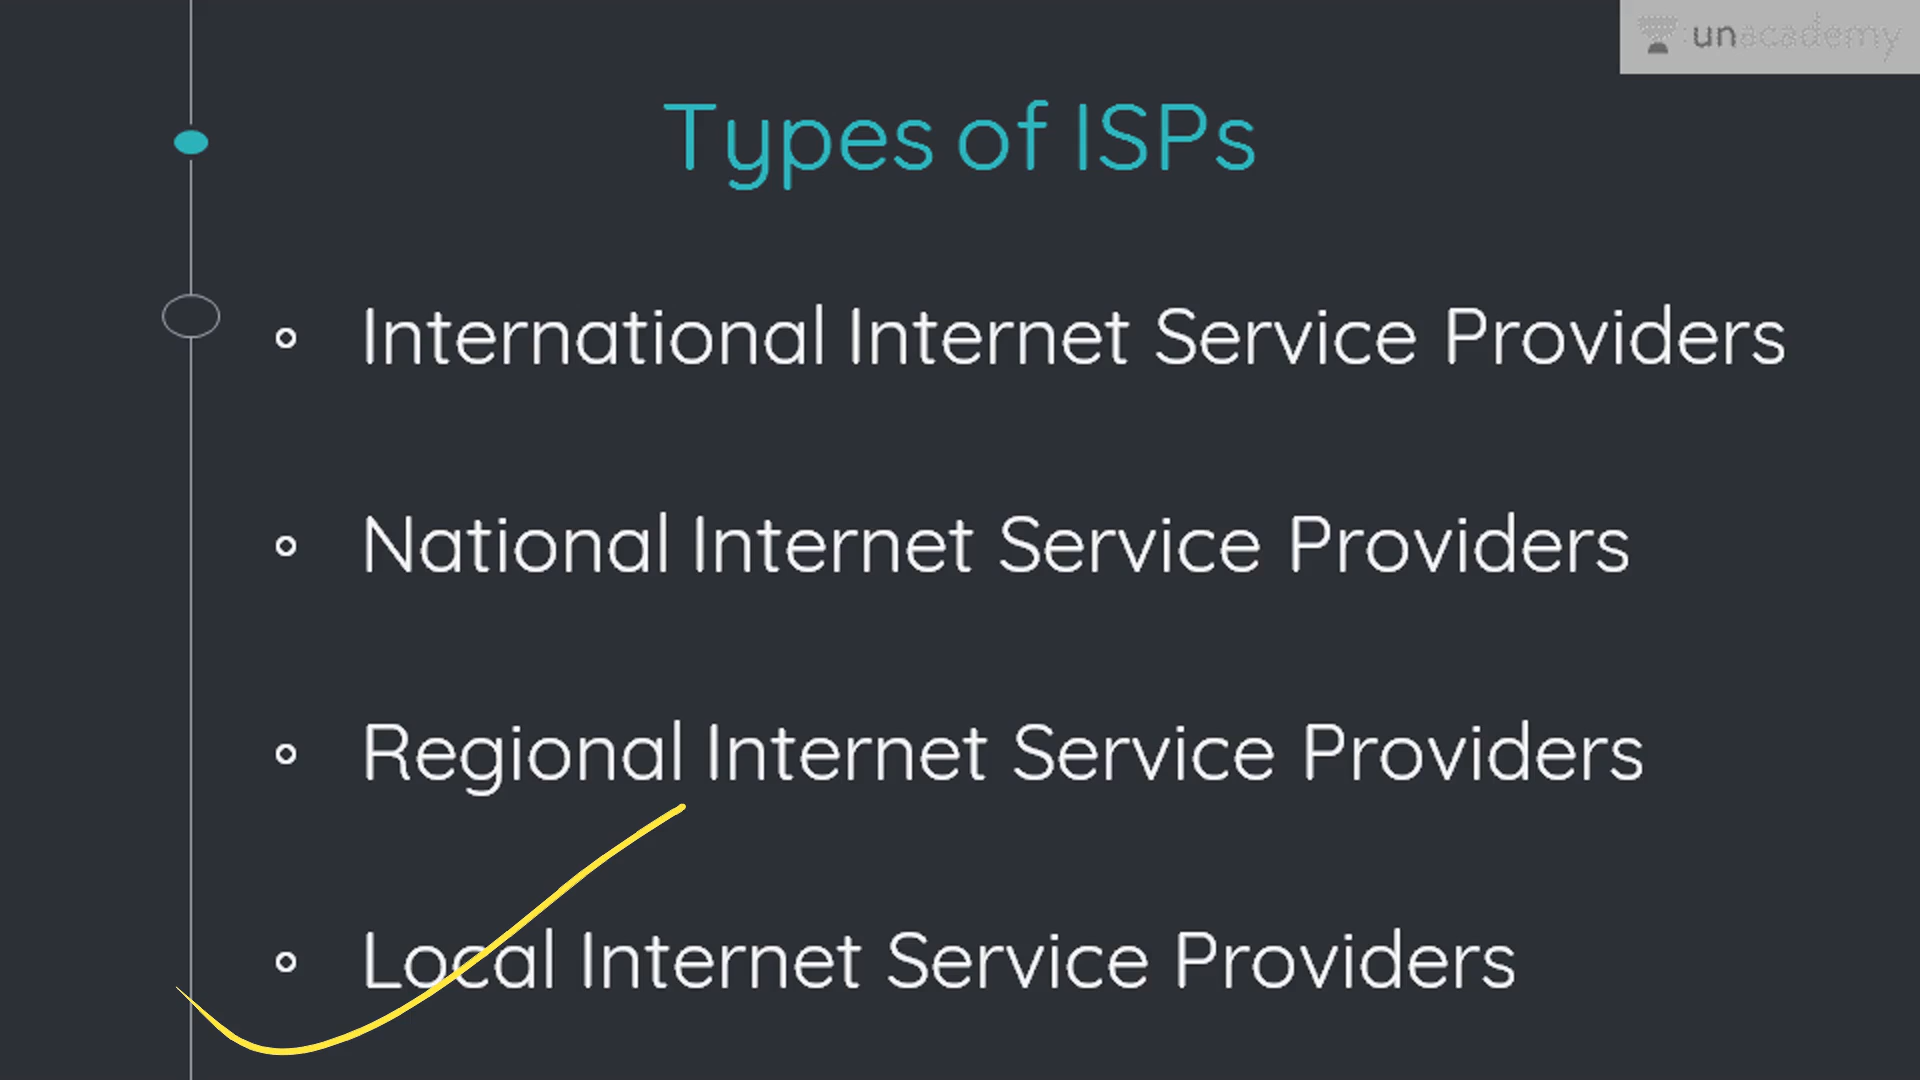 unacademy
Types of ISPs
International Internet Service Providers
National Internet Service Providers
Regional Internet Service Providers
Local Internet Service Providers